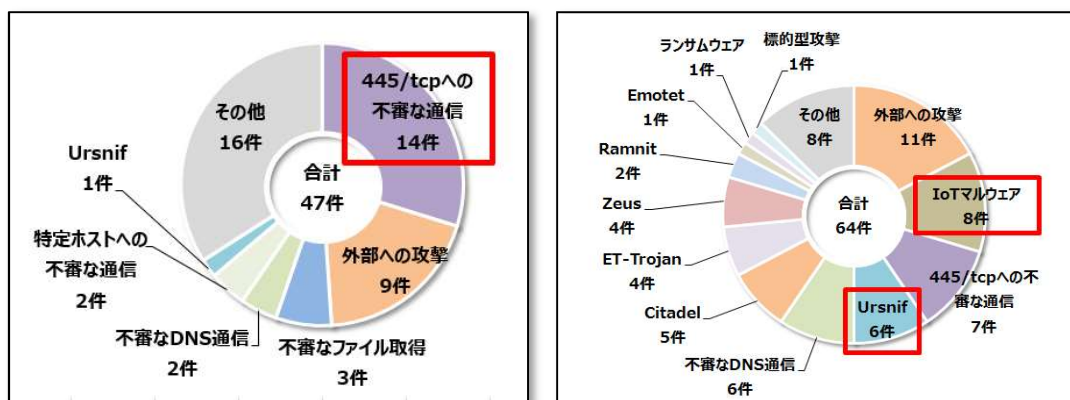 445/tcpへの
不審な通信
14件
外部への攻撃
9件
不審なファイル取得
3件
不審なDNS通信
2件
特定ホストへの
不審な通信
2件
Ursnif
1件
その他
16件
合計
47件
外部への攻撃
11件
IoTマルウェア
8件
445/tcpへの不
審な通信
7件
Ursnif
6件
不審なDNS通信
6件
Citadel
5件
ET-Trojan
4件
Zeus
4件
Ramnit
2件
Emotet
1件
ランサムウェア
1件
標的型攻撃
1件
その他
8件
合計
64件